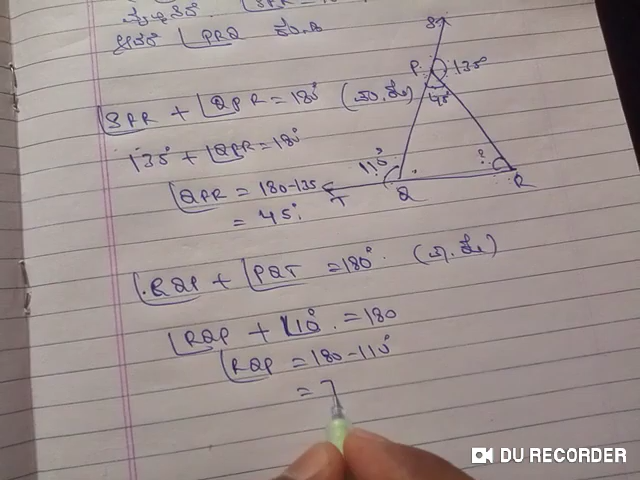 ∠SPR + ∠QPR = 180°
135° + ∠QPR = 180°
∠QPR = 180-135
= 45°
∠RQP + ∠PQT = 180°
∠RQP + 110° = 180
∠RQP = 180-110°
= 7
S
P
135°
45°
110°
?
T
Q
R
DU RECORDER